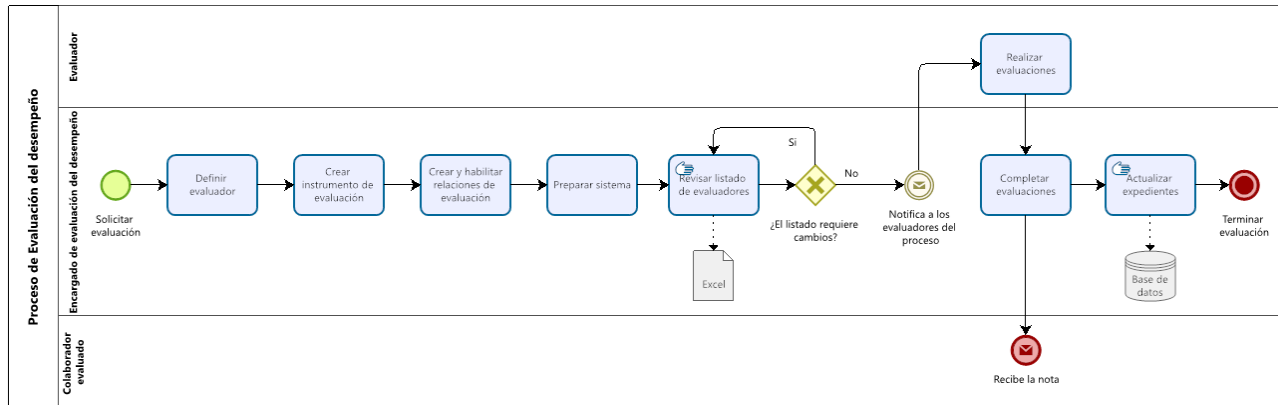 Proceso de Evaluación del desempeño
Evaluador
Realizar
evaluaciones
Encargado de evaluación del desempeño
Solicitar
evaluación
Definir
evaluador
Crear
instrumento de
evaluación
Crear y habilitar
relaciones de
evaluación
Preparar sistema
Revisar listado
de evaluadores
Excel
Si
No
¿El listado requiere
cambios?
Notifica a los
evaluadores del
proceso
Completar
evaluaciones
Actualizar
expedientes
Base de
datos
Terminar
evaluación
Colaborador
evaluado
Recibe la nota